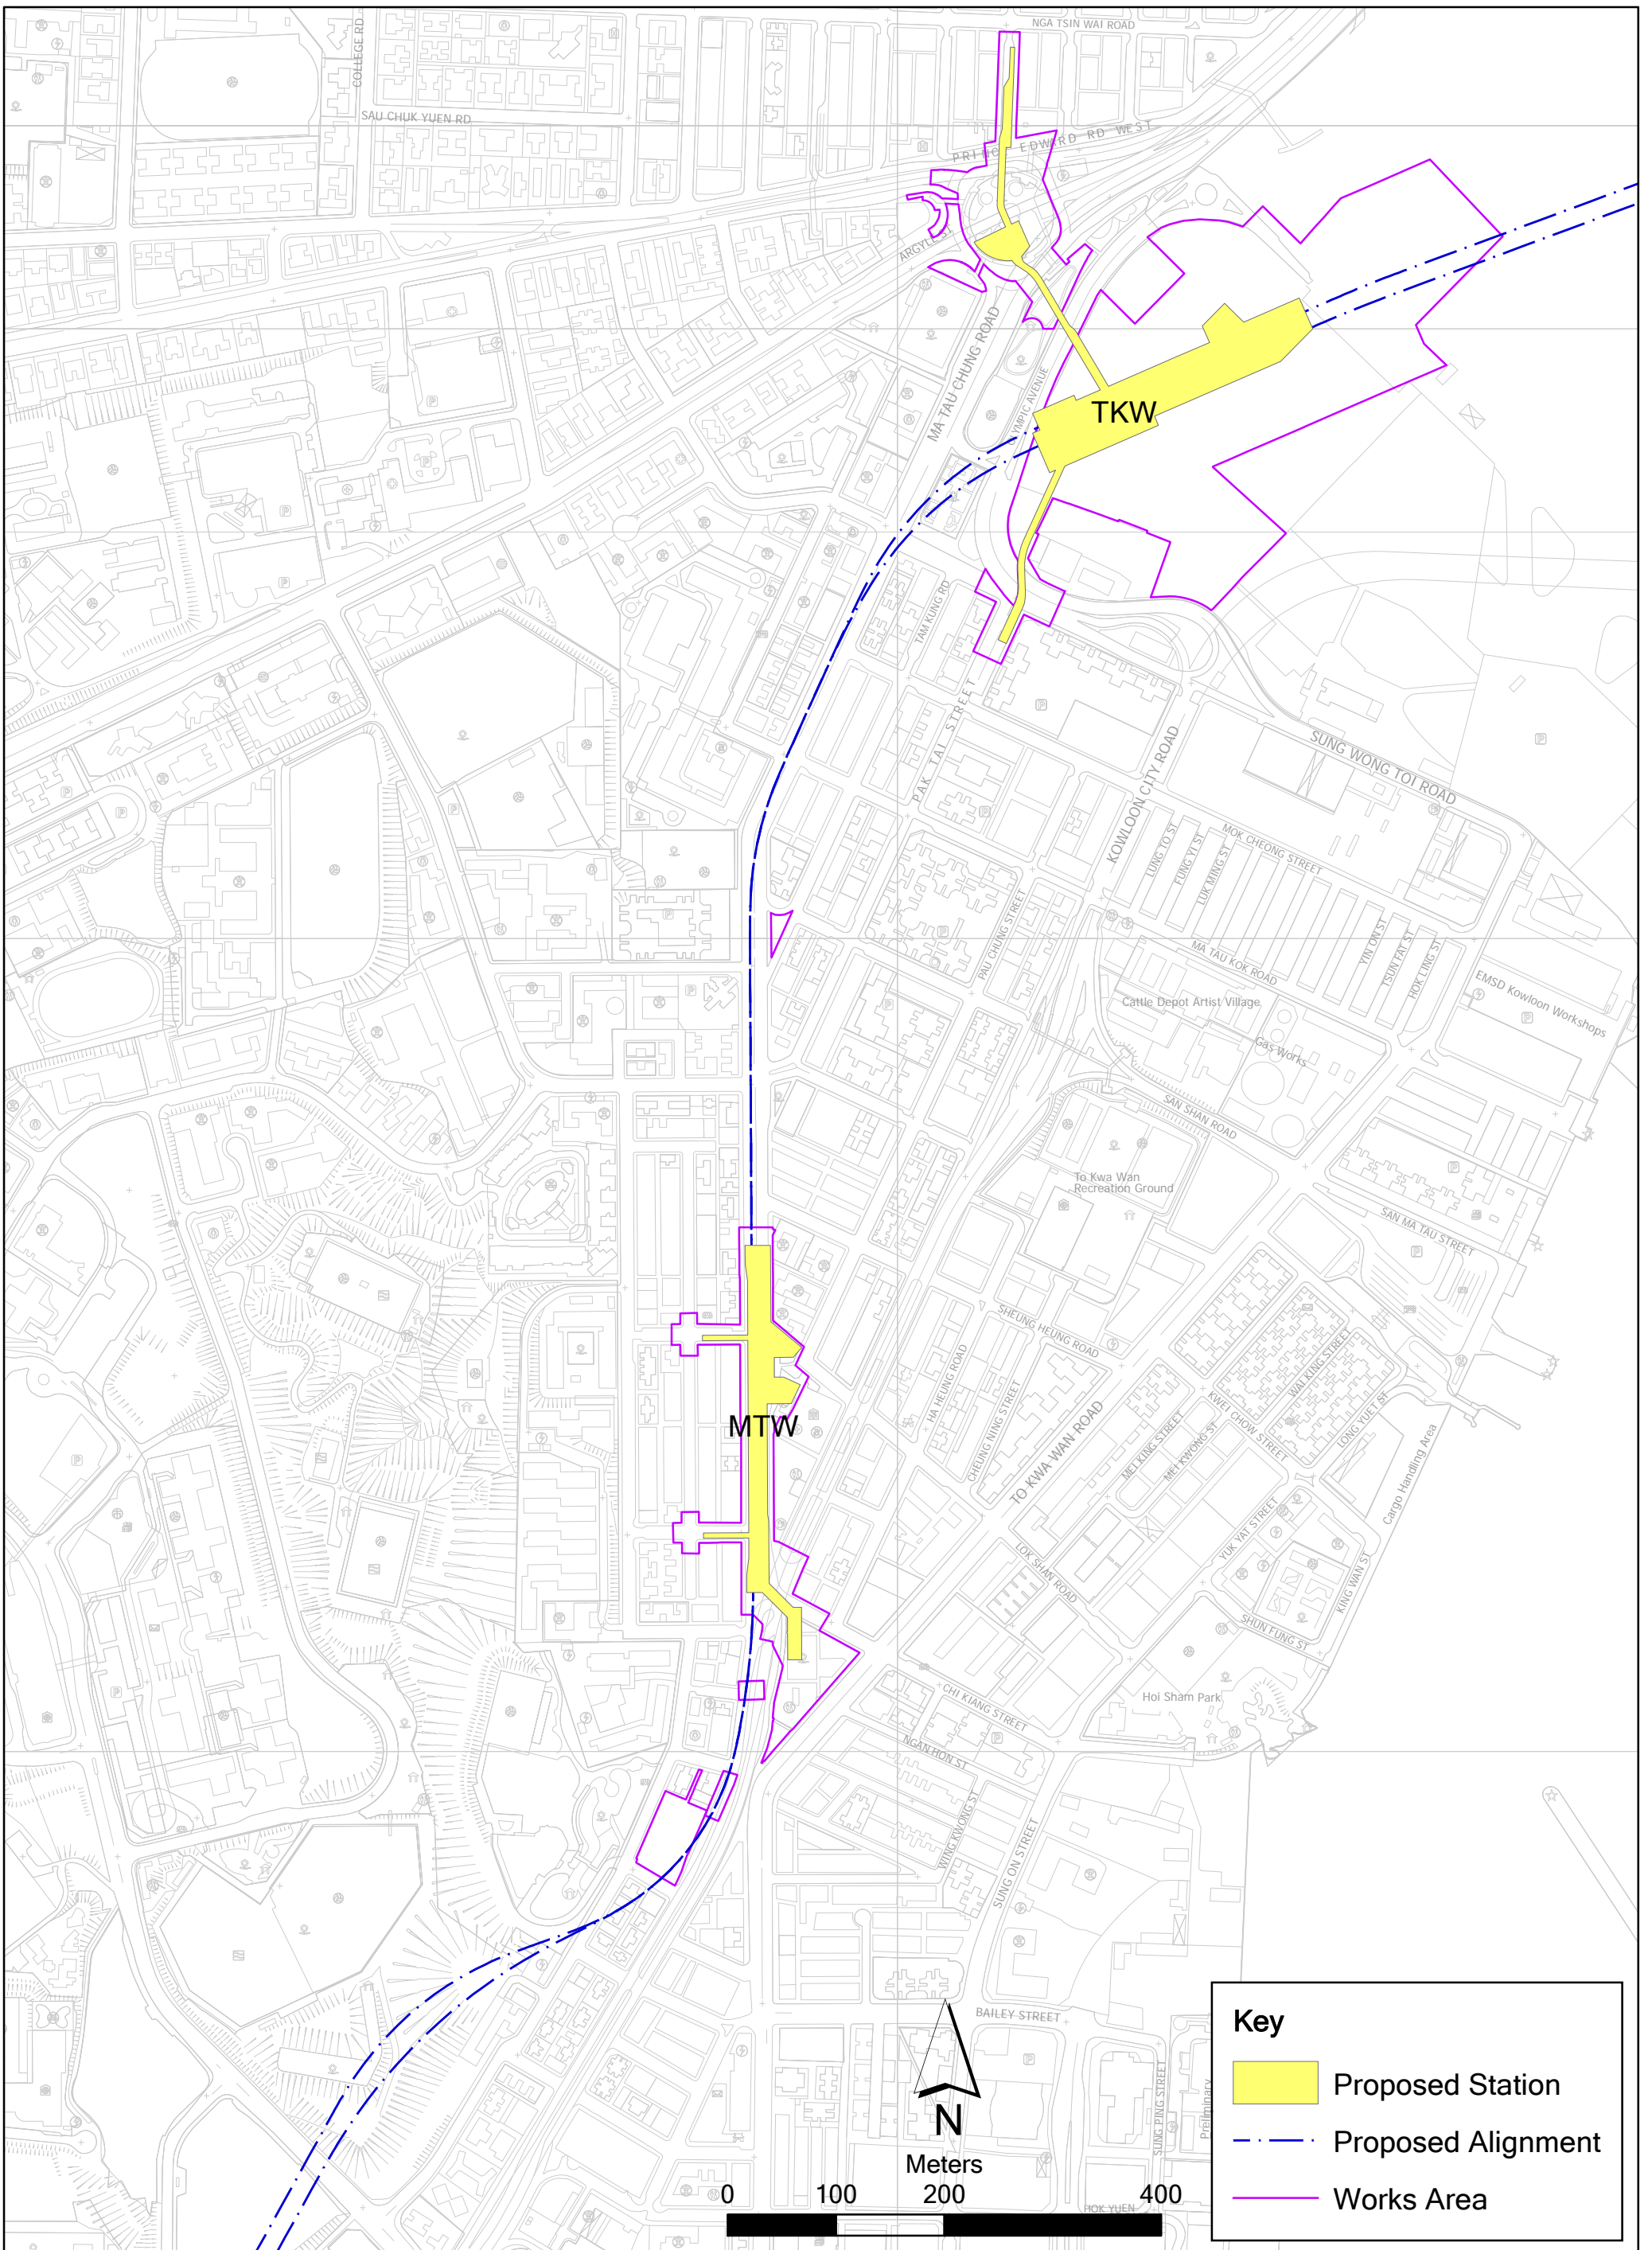 NGA TSIN WAI ROAD
COLLEGE RD
SAU CHUK YUEN RD
PRINCE EDWARD RD WEST
ARGYLE ST
MA TAU CHUNG ROAD
OLYMPIC AVENUE
TKW
TAM KUNG RD
PAK TAI STREET
SUNG WONG TOI ROAD
KOWLOON CITY ROAD
MOK CHEONG STREET
LUNG TO ST
FUNG YI ST
LUK MING ST
PAU CHUNG STREET
MA TAU KOK ROAD
YIN ON ST
TSUN FAT ST
HOK LING ST
EMSD Kowloon Workshops
Cattle Depot Artist Village
Gas Works
SAN SHAN ROAD
To Kwa Wan
Recreation Ground
SAN MA TAU STREET
SHEUNG HEUNG ROAD
HA HEUNG ROAD
CHEUNG NING STREET
TO KWA WAN ROAD
WAI KING STREET
KWEI CHOW STREET
LONG YUET ST
MEI KING STREET
MEI KWONG ST
Cargo Handling Area
MTW
YUK YAT STREET
LOK SHAN ROAD
KING WAN ST
SHUN FUNG ST
Hoi Sham Park
CHI KIANG STREET
NGAN HON ST
WING KWONG ST
SUNG ON STREET
BAILEY STREET
SUNG PING STREET
Preliminary
HOK YUEN
N
Meters
0 100 200 400
Key
Proposed Station
Proposed Alignment
Works Area